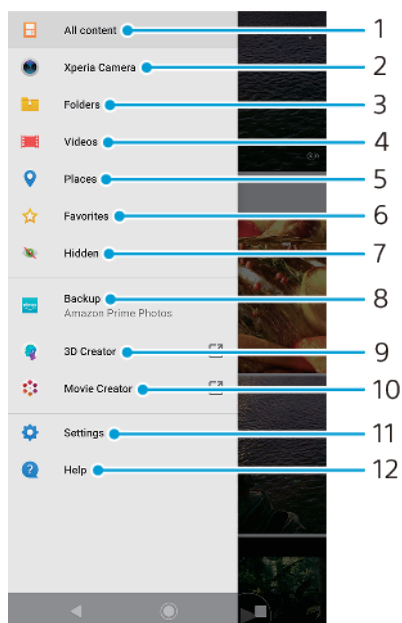 All content 1
Xperia Camera 2
Folders 3
Videos 4
Places 5
Favorites 6
Hidden 7
Backup 8
Amazon Prime Photos
3D Creator 9
Movie Creator 10
Settings 11
Help 12